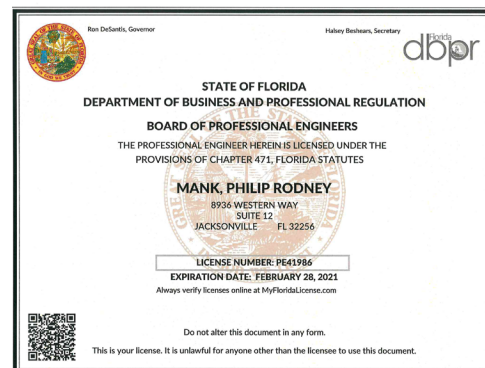 Ron DeSantis, Governor
Halsey Beshears, Secretary
Florida
dbpr
STATE OF FLORIDA
DEPARTMENT OF BUSINESS AND PROFESSIONAL REGULATION
BOARD OF PROFESSIONAL ENGINEERS
THE PROFESSIONAL ENGINEER HEREIN IS LICENSED UNDER THE
PROVISIONS OF CHAPTER 471, FLORIDA STATUTES
MANK, PHILIP RODNEY
8936 WESTERN WAY
SUITE 12
JACKSONVILLE FL 32256
LICENSE NUMBER: PE41986
EXPIRATION DATE: FEBRUARY 28, 2021
Always verify licenses online at MyFloridaLicense.com
Do not alter this document in any form.
This is your license. It is unlawful for anyone other than the licensee to use this document.